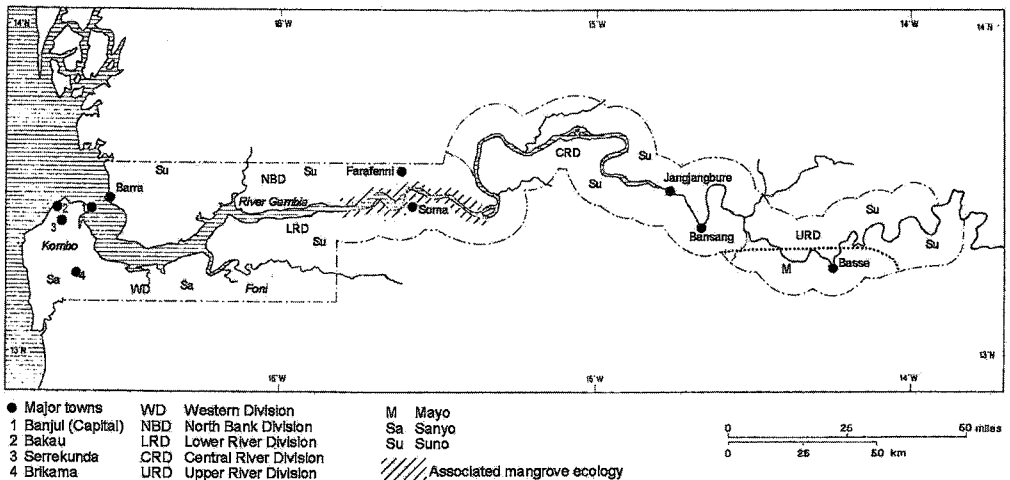 14°N 16°W 15°W 14°W 14°N
Su
NBD
Su
Farafenni
Barra
River Gambia
2 1
3
Soma
LRD
Su
Kombo
Sa
4
WD
Sa
Foni
CRD
Su
Su
Jangjangbure
Bansang
URD
Su
Su
M
Basse
13°N 13°N
15°W 15°W 14°W
Major towns
1 Banjul (Capital)
2 Bakau
3 Serrekunda
4 Brikama
WD Western Division
NBD North Bank Division
LRD Lower River Division
CRD Central River Division
URD Upper River Division
M Mayo
Sa Sanyo
Su Suno
Associated mangrove ecology
0 25 50 miles
0 25 50 km